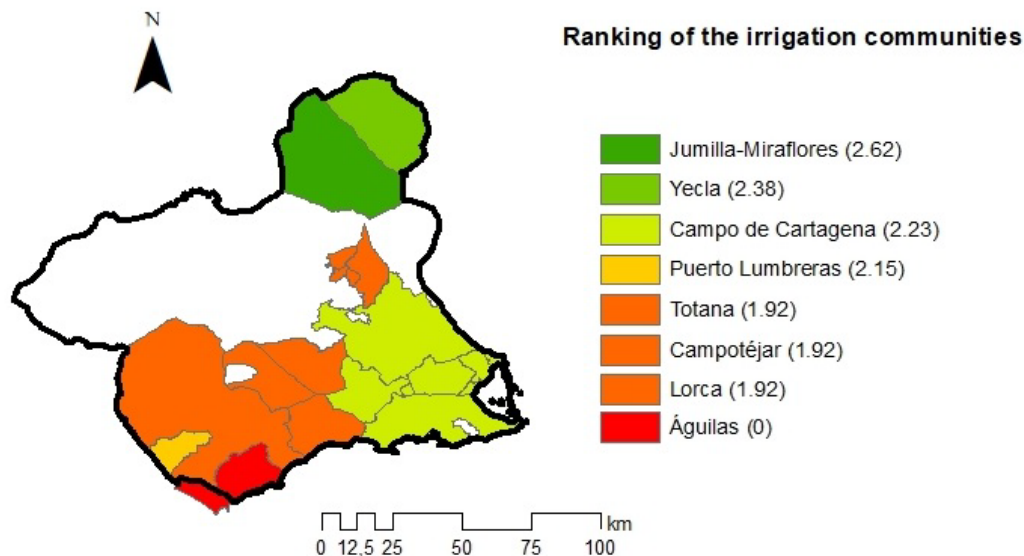 N
Ranking of the irrigation communities
Jumilla-Miraflores (2.62)
Yecla (2.38)
Campo de Cartagena (2.23)
Puerto Lumbreras (2.15)
Totana (1.92)
Campotéjar (1.92)
Lorca (1.92)
Águilas (0)
km
0 12,5 25 50 75 100